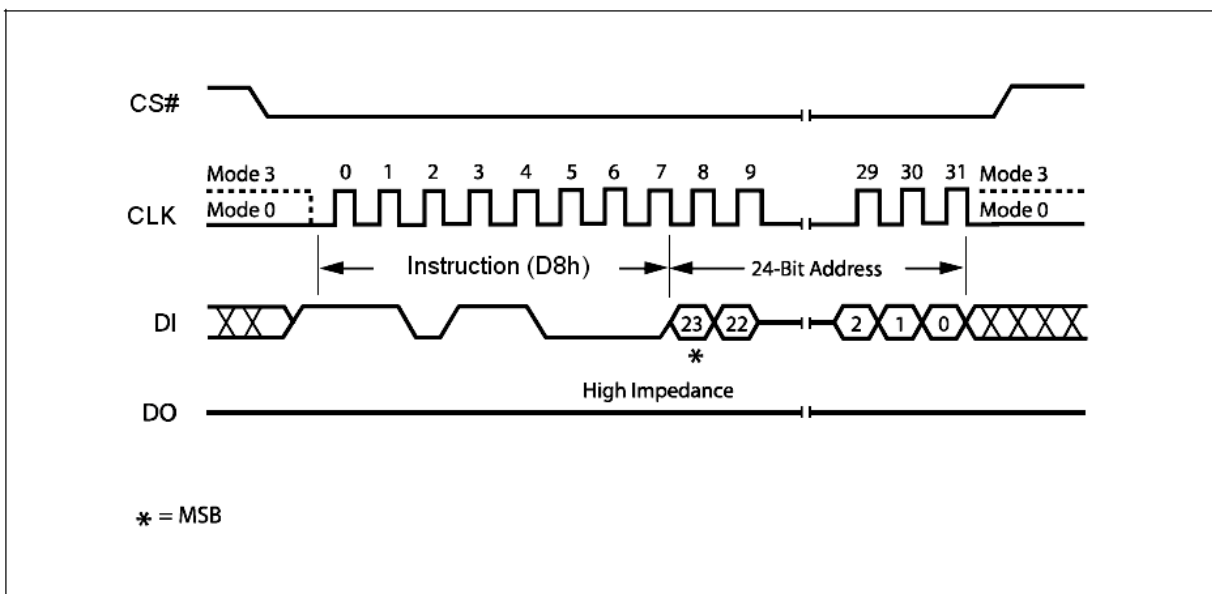 CS#
Mode 3 0 1 2 3 4 5 6 7 8 9 29 30 31 Mode 3
CLK Mode 0 Mode 0
Instruction (D8h) 24-Bit Address
DI 23 22 2 1 0
*
High Impedance
DO
* = MSB